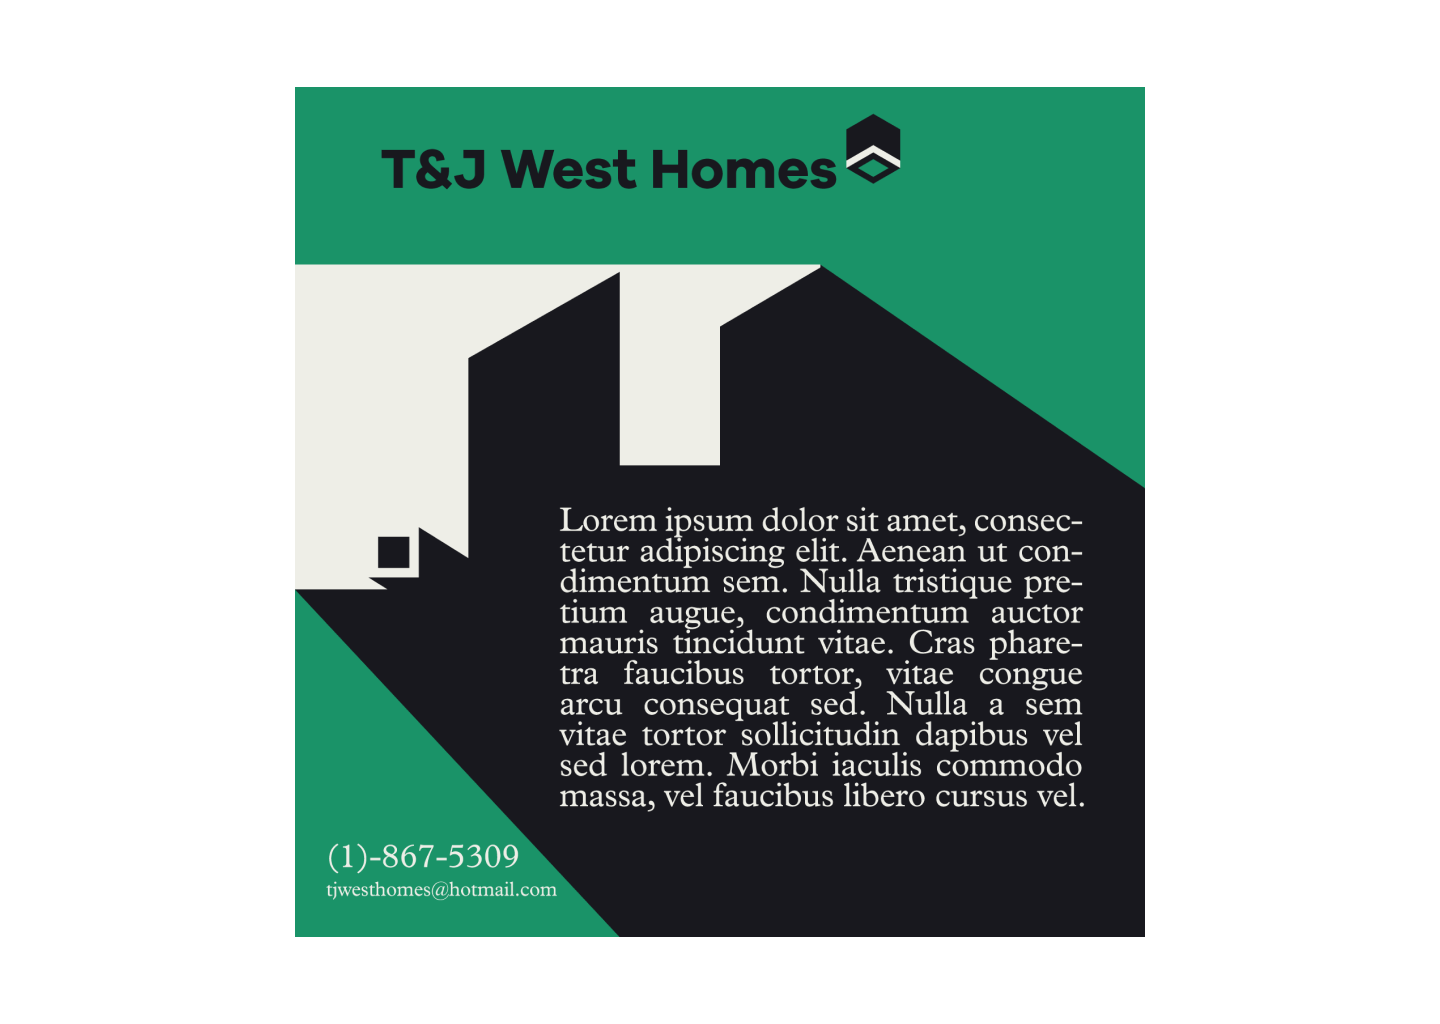 T&J West Homes
Lorem ipsum dolor sit amet, consec-
tetur adipiscing elit. Aenean ut con-
dimentum sem. Nulla tristique pre-
tium augue, condimentum auctor
mauris tincidunt vitae. Cras phare-
tra faucibus tortor, vitae congue
arcu consequat sed. Nulla a sem
vitae tortor sollicitudin dapibus vel
sed lorem. Morbi iaculis commodo
massa, vel faucibus libero cursus vel.
(1)-867-5309
tjwesthomes@hotmail.com